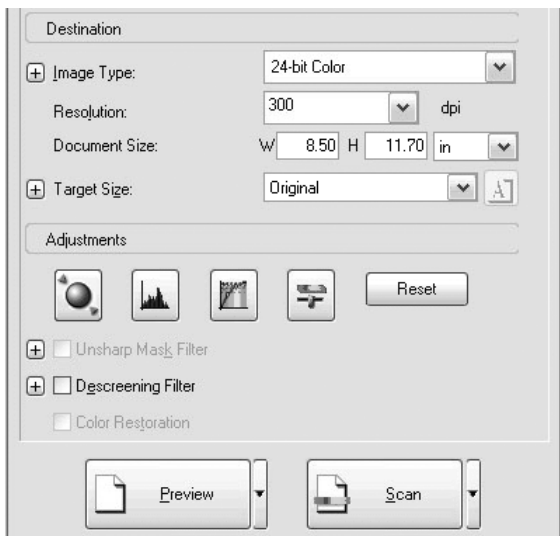 Destination
Image Type: 24-bit Color
Resolution: 300 dpi
Document Size: W 8.50 H 11.70 in
Target Size: Original
Adjustments
Reset
Unsharp Mask Filter
Descreening Filter
Color Restoration
Preview Scan